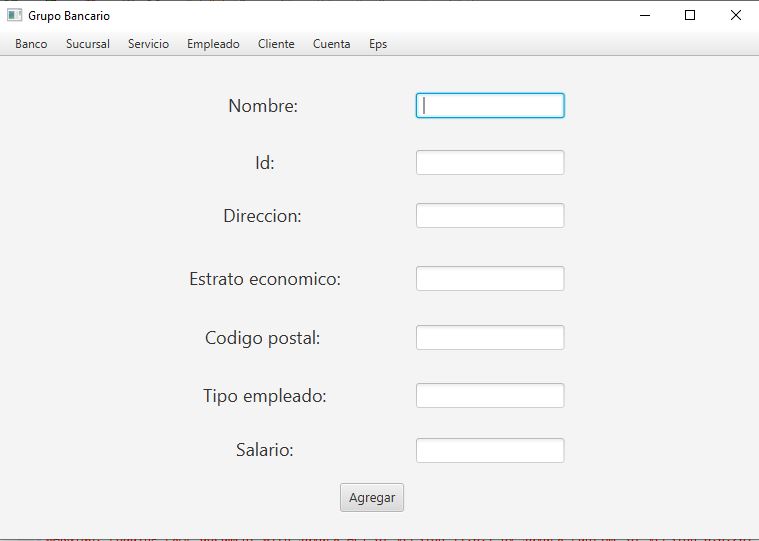 Grupo Bancario
Banco Sucursal Servicio Empleado Cliente Cuenta Eps
Nombre:
Id:
Direccion:
Estrato economico:
Codigo postal:
Tipo empleado:
Salario:
Agregar